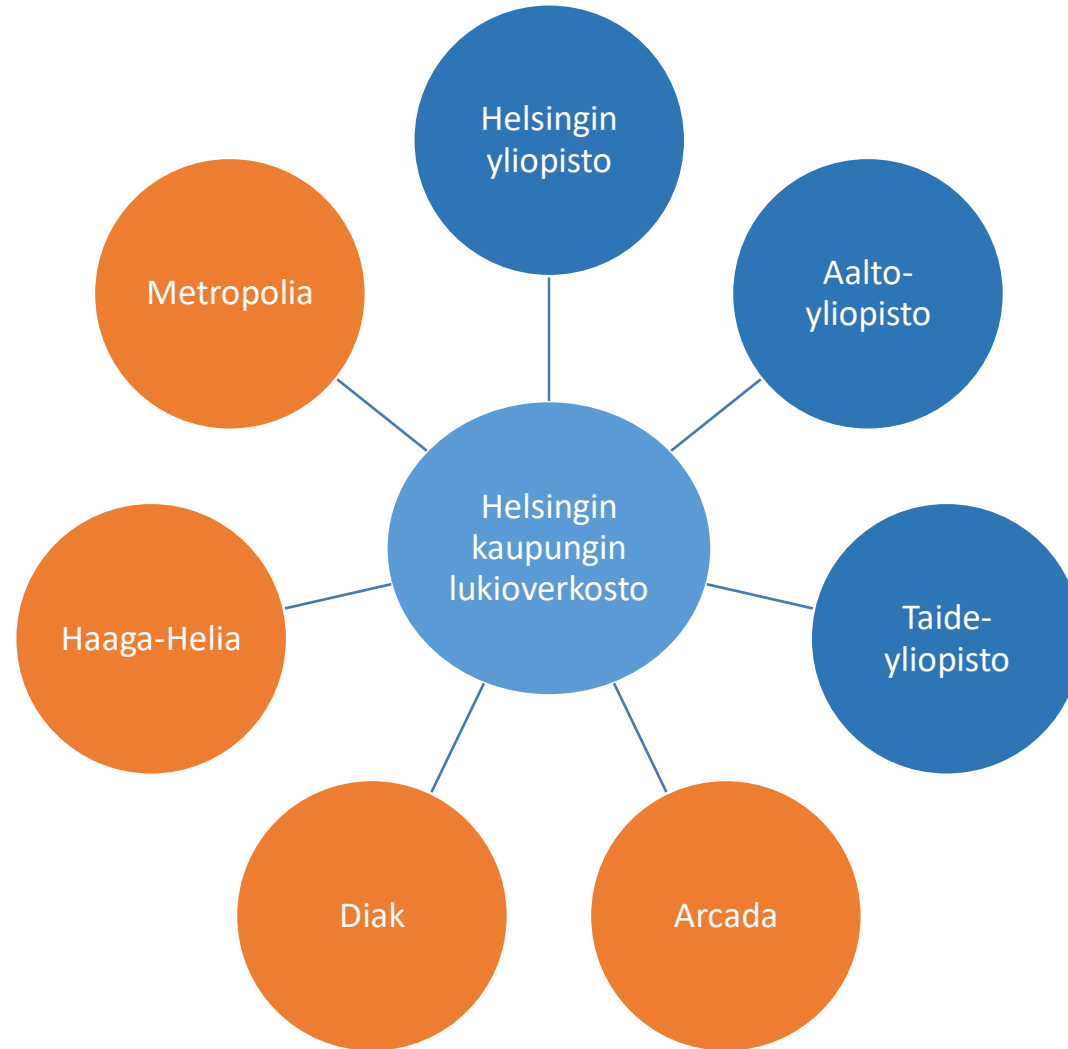 Helsingin
yliopisto
Aalto-
yliopisto
Metropolia
Helsingin
kaupungin
lukioverkosto
Taide-
yliopisto
Haaga-Helia
Diak
Arcada